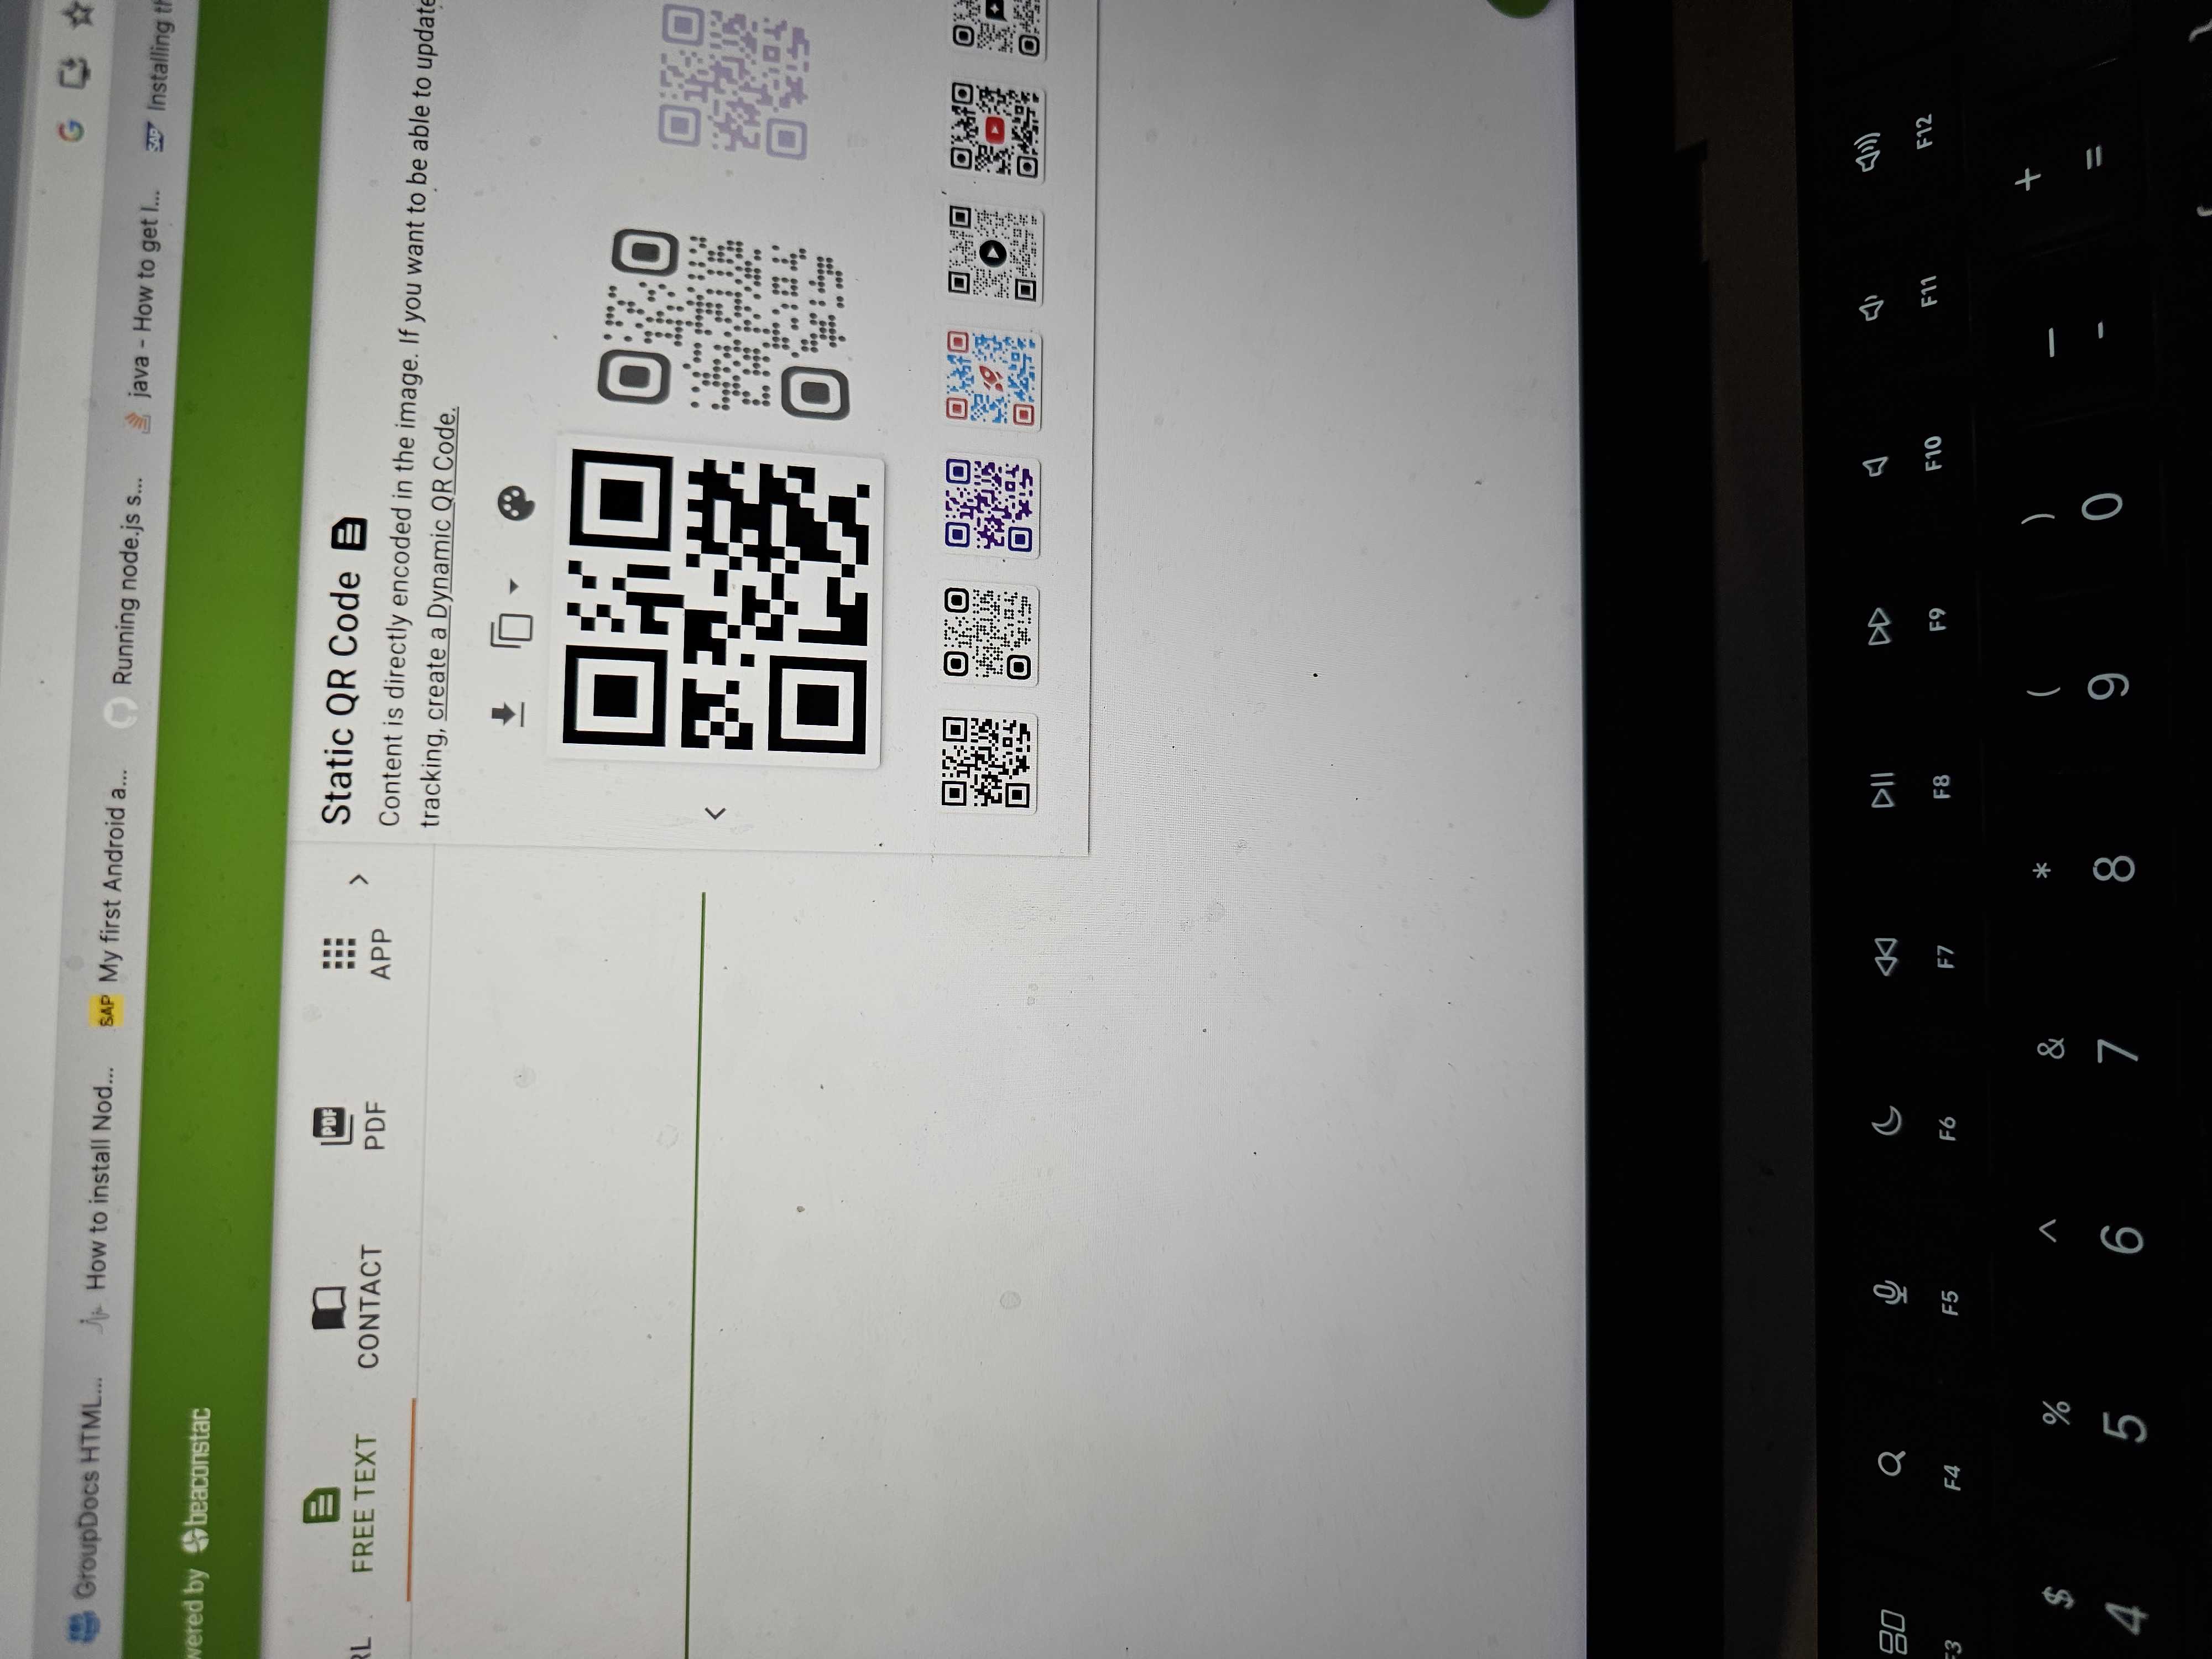 GroupDocs HTML... How to install Nod... SAP My first Android a... Running node.js s... java - How to get l... SAP Installing th
wered by beaconstac
RL FREE TEXT CONTACT PDF PDF APP
Static QR Code
Content is directly encoded in the image. If you want to be able to update
tracking, create a Dynamic QR Code.
F3 F4 F5 F6 F7 F8 F9 F10 F11 F12
$ % ^ & * ( ) — +
4 5 6 7 8 9 0 - =
{ }